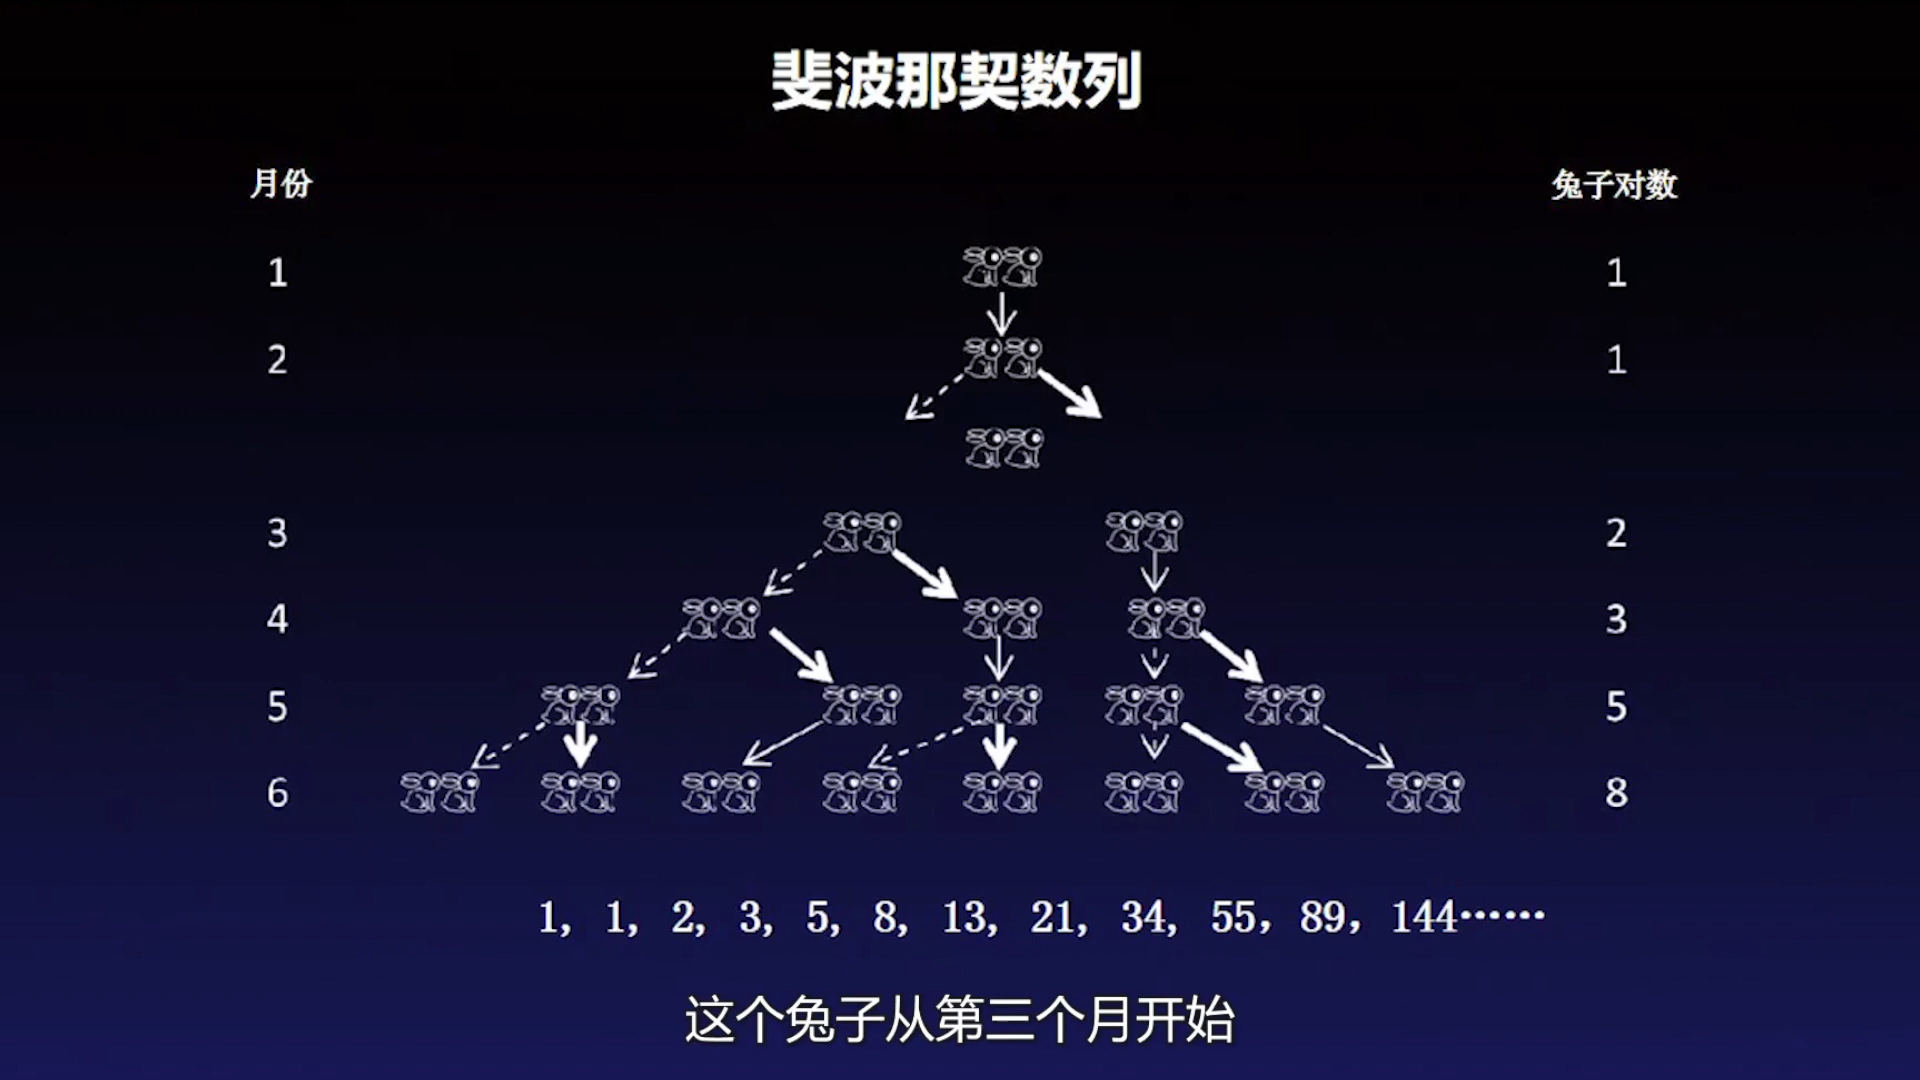 斐波那契数列
月份 兔子对数
1 1
2 1
3 2
4 3
5 5
6 8
1, 1, 2, 3, 5, 8, 13, 21, 34, 55, 89, 144……
这个兔子从第三个月开始